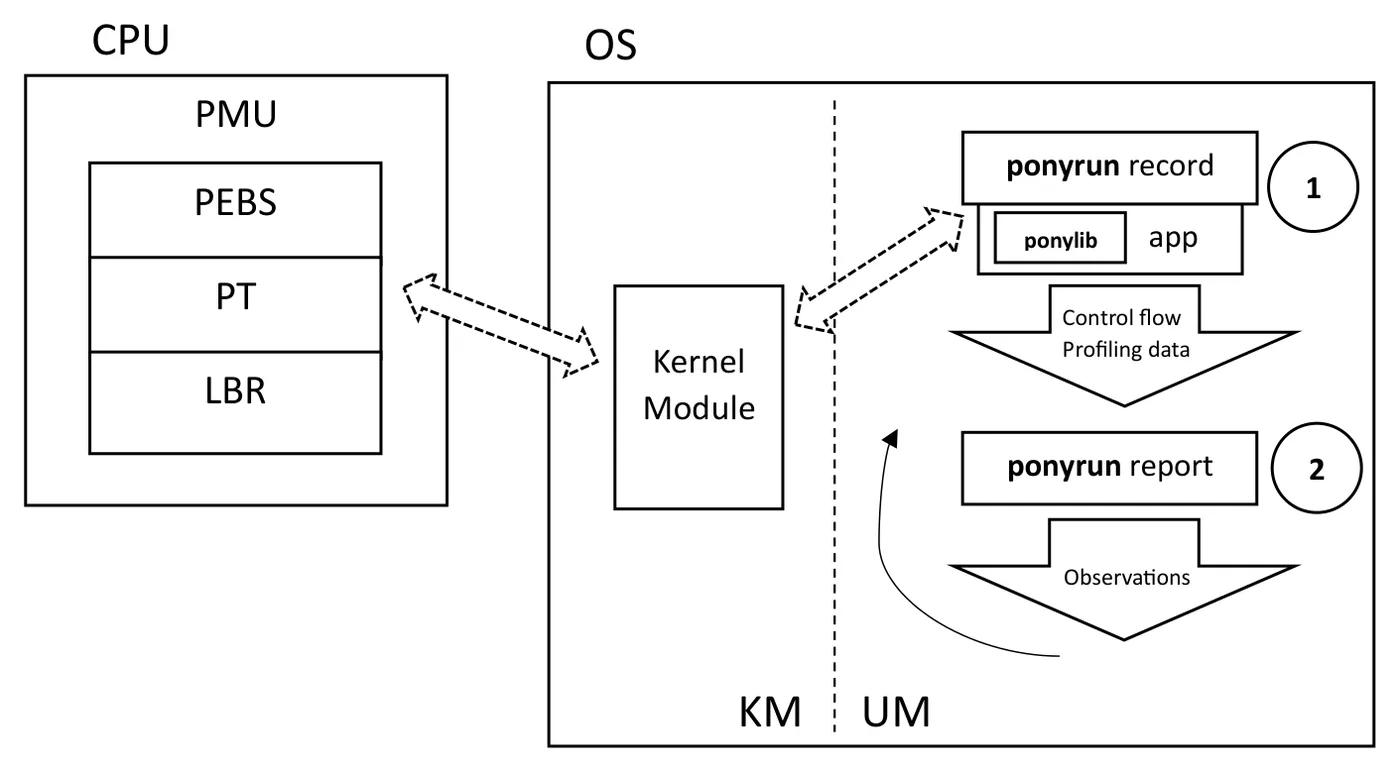 CPU
PMU
PEBS
PT
LBR
OS
Kernel
Module
KM
UM
ponyrun record
1
ponylib
app
Control flow
Profiling data
ponyrun report
2
Observations